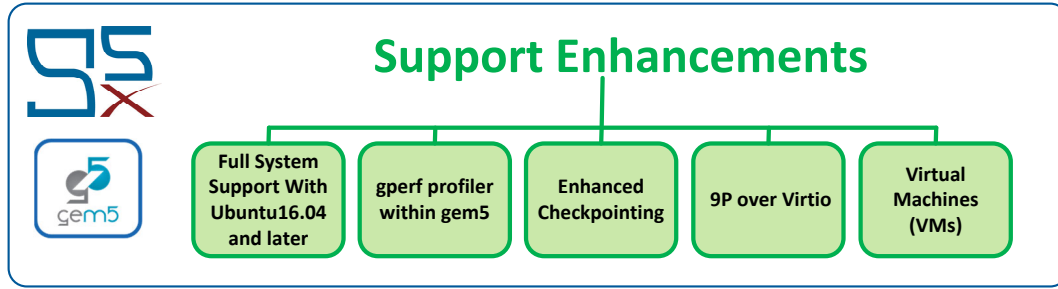 g5
x
Support Enhancements
gem5
Full System
Support With
Ubuntu16.04
and later
gperf profiler
within gem5
Enhanced
Checkpointing
9P over Virtio
Virtual
Machines
(VMs)